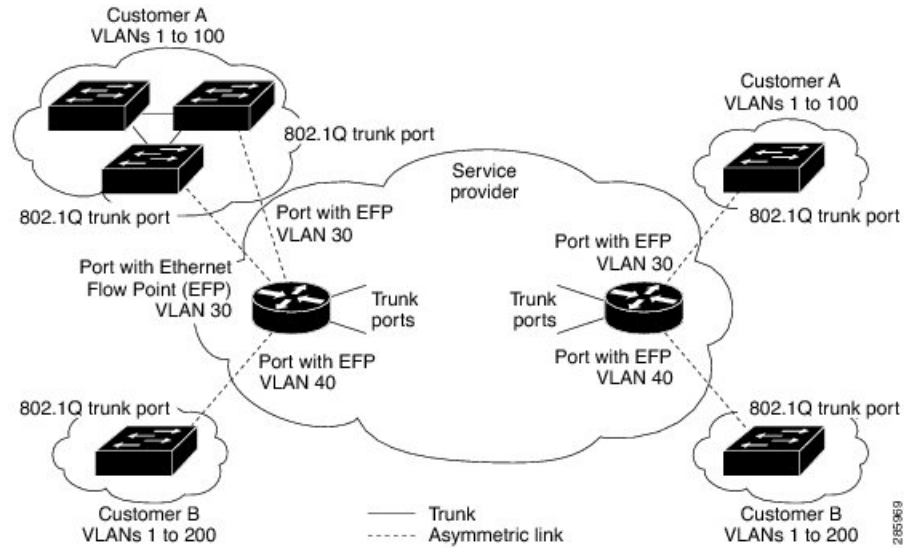 Customer A
VLANs 1 to 100
802.1Q trunk port
802.1Q trunk port
Port with EFP
VLAN 30
Port with Ethernet
Flow Point (EFP)
VLAN 30
Trunk
ports
Port with EFP
VLAN 40
802.1Q trunk port
Customer B
VLANs 1 to 200
Service
provider
Customer A
VLANs 1 to 100
802.1Q trunk port
Port with EFP
VLAN 30
Trunk
ports
Port with EFP
VLAN 40
802.1Q trunk port
Customer B
VLANs 1 to 200
Trunk
Asymmetric link
285969